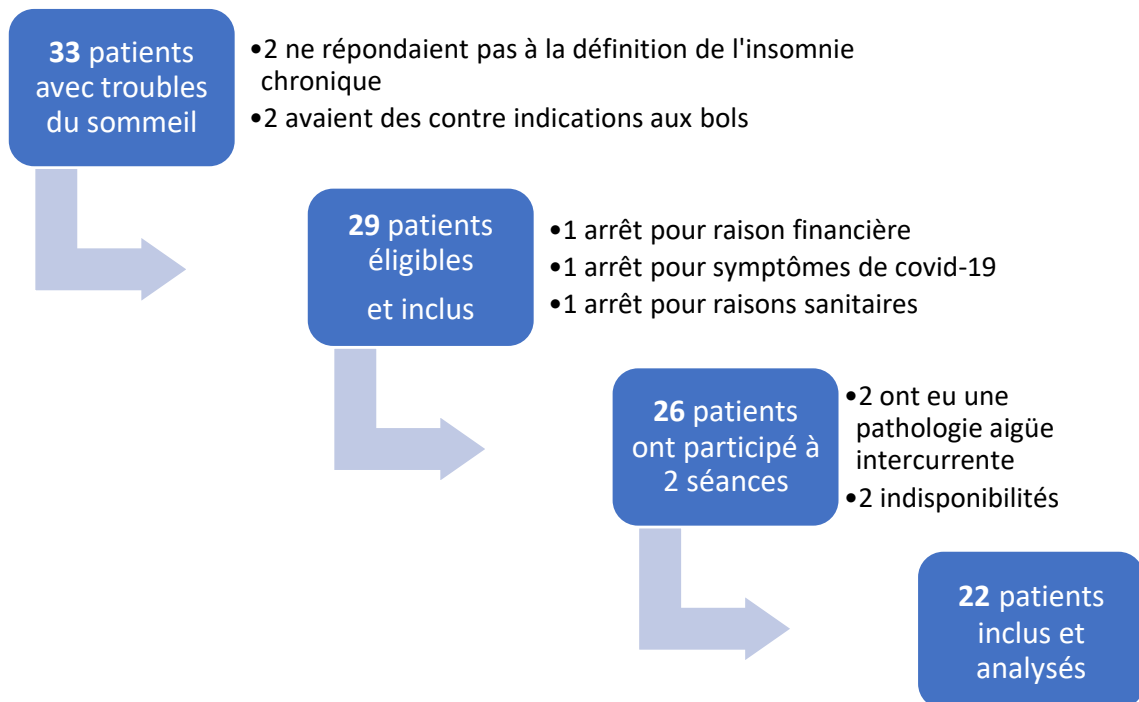 33 patients
avec troubles
du sommeil
•2 ne répondaient pas à la définition de l'insomnie
chronique
•2 avaient des contre indications aux bols
29 patients
éligibles
et inclus
•1 arrêt pour raison financière
•1 arrêt pour symptômes de covid-19
•1 arrêt pour raisons sanitaires
26 patients
ont participé à
2 séances
•2 ont eu une
pathologie aigüe
intercurrente
•2 indisponibilités
22 patients
inclus et
analysés